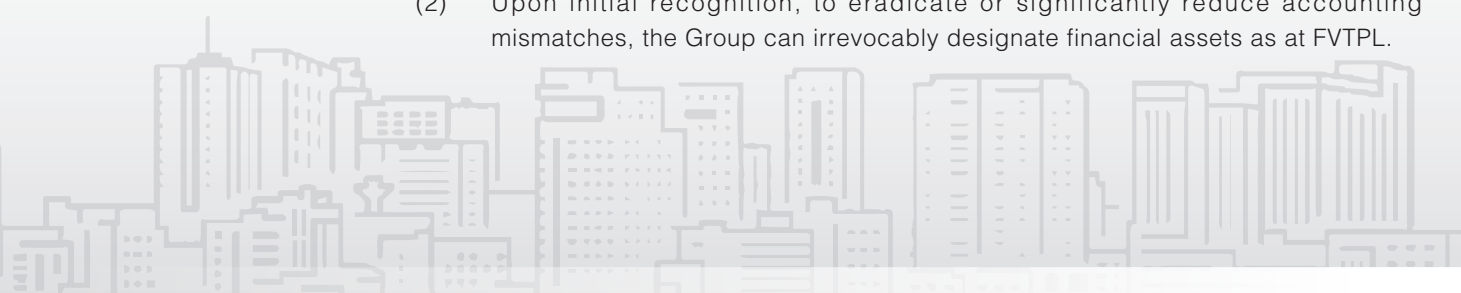 (2) Upon initial recognition, to eradicate or significantly reduce accounting
mismatches, the Group can irrevocably designate financial assets as at FVTPL.